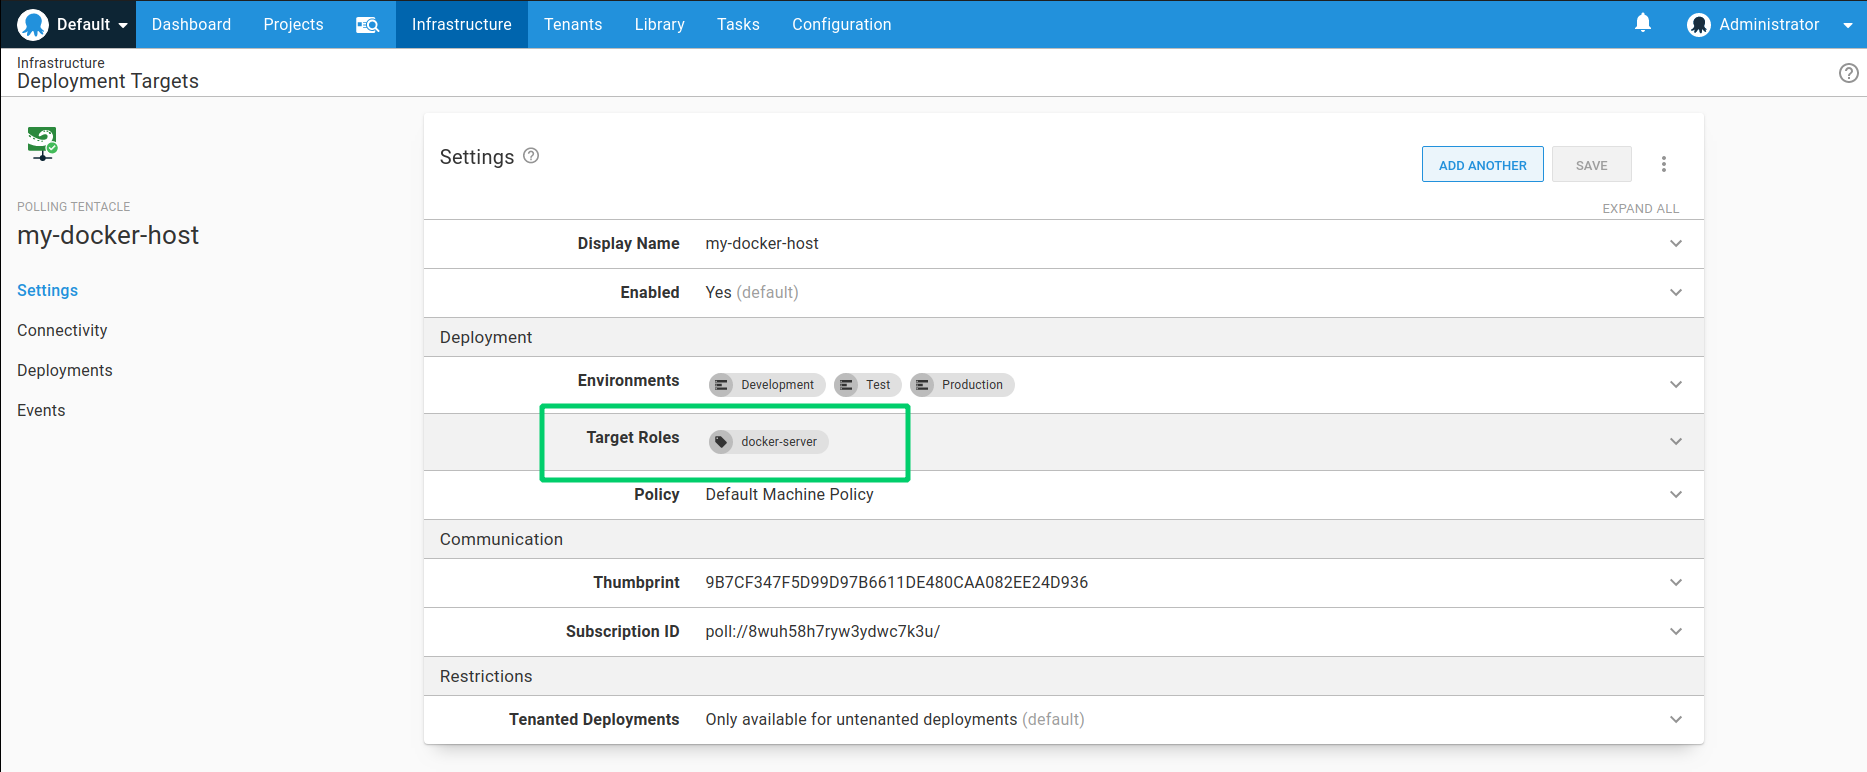 Default Dashboard Projects Infrastructure Tenants Library Tasks Configuration Administrator
Infrastructure
Deployment Targets
POLLING TENTACLE
my-docker-host
Settings
Connectivity
Deployments
Events
Settings
ADD ANOTHER SAVE
EXPAND ALL
Display Name my-docker-host
Enabled Yes (default)
Deployment
Environments Development Test Production
Target Roles docker-server
Policy Default Machine Policy
Communication
Thumbprint 9B7CF347F5D99D97B6611DE480CAA082EE24D936
Subscription ID poll://8wuh58h7ryw3ydwc7k3u/
Restrictions
Tenanted Deployments Only available for untenanted deployments (default)